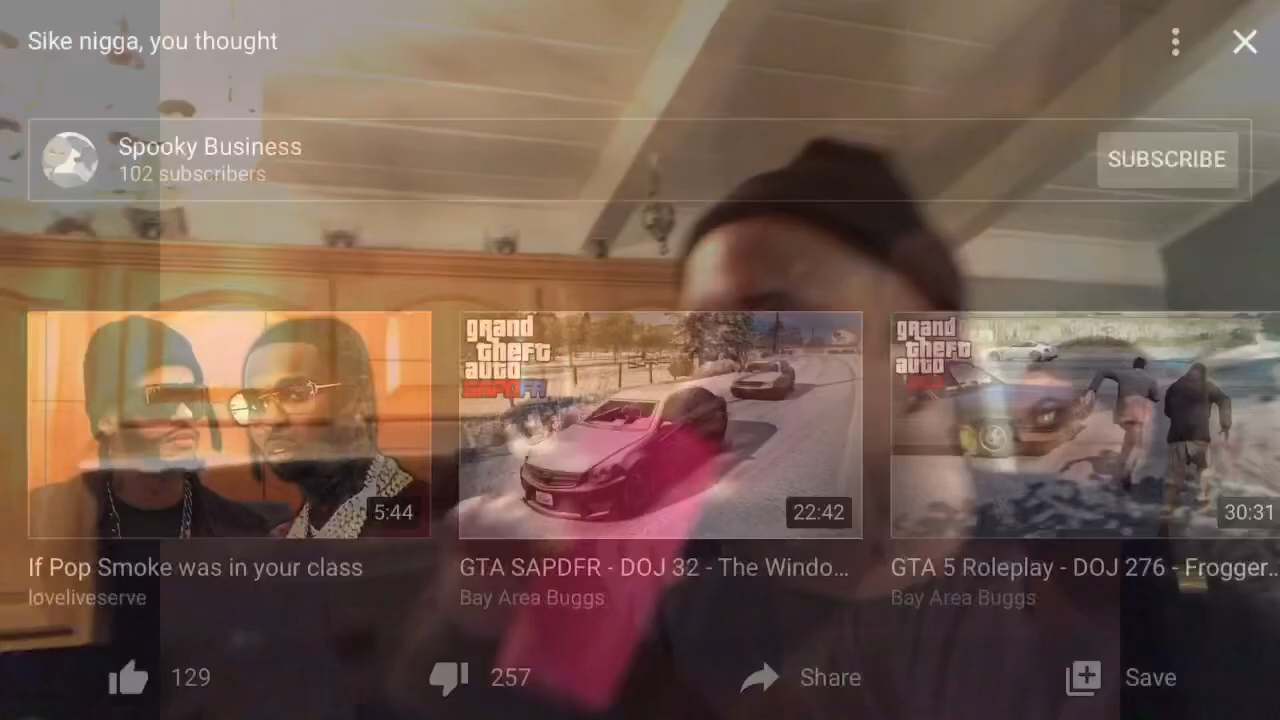 Sike nigga, you thought
Spooky Business
102 subscribers
SUBSCRIBE
grand
theft
auto
SAPDFR
grand
theft
auto
5:44
22:42
30:31
If Pop Smoke was in your class
GTA SAPDFR - DOJ 32 - The Windo...
GTA 5 Roleplay - DOJ 276 - Frogger...
loveliveserve
Bay Area Buggs
Bay Area Buggs
129
257
Share
Save